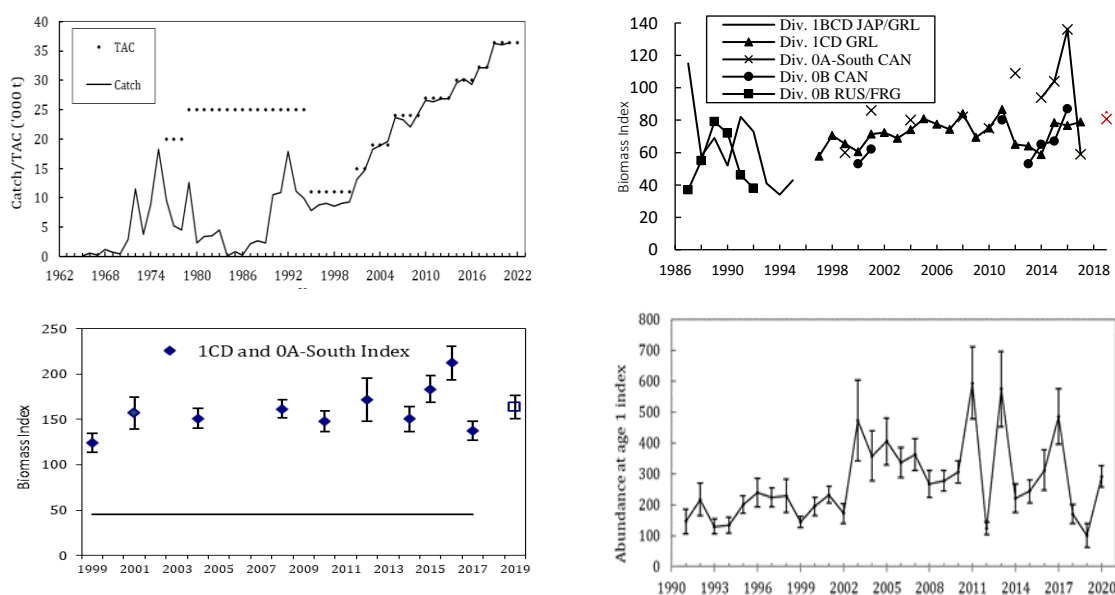 40
35
30
25
20
15
10
5
0
Catch/TAC ('000 t)
TAC
Catch
1962 1968 1974 1980 1986 1992 1998 2004 2010 2016 2022
140
120
100
80
60
40
20
0
Biomass Index
Div. 1BCD JAP/GRL
Div. 1CD GRL
Div. 0A-South CAN
Div. 0B CAN
Div. 0B RUS/FRG
1986 1990 1994 1998 2002 2006 2010 2014 2018
250
200
150
100
50
0
Biomass Index
1CD and 0A-South Index
1999 2001 2003 2005 2007 2009 2011 2013 2015 2017 2019
800
700
600
500
400
300
200
100
0
Abundance at age 1 index
1990 1993 1996 1999 2002 2005 2008 2011 2014 2017 2020